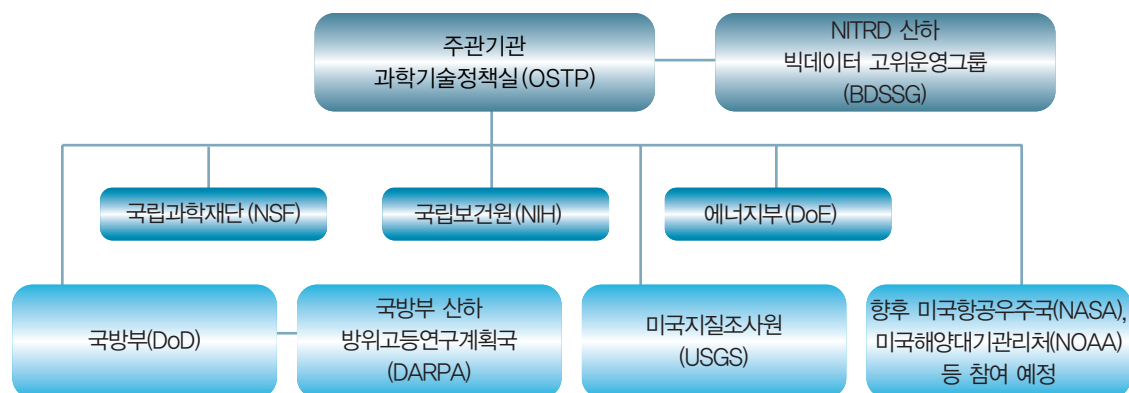 주관기관
과학기술정책실(OSTP)
NITRD 산하
빅데이터 고위운영그룹
(BDSSG)
국립과학재단(NSF)
국립보건원(NIH)
에너지부(DoE)
국방부(DoD)
국방부 산하
방위고등연구계획국
(DARPA)
미국지질조사원
(USGS)
향후 미국항공우주국(NASA),
미국해양대기관리처(NOAA)
등 참여 예정